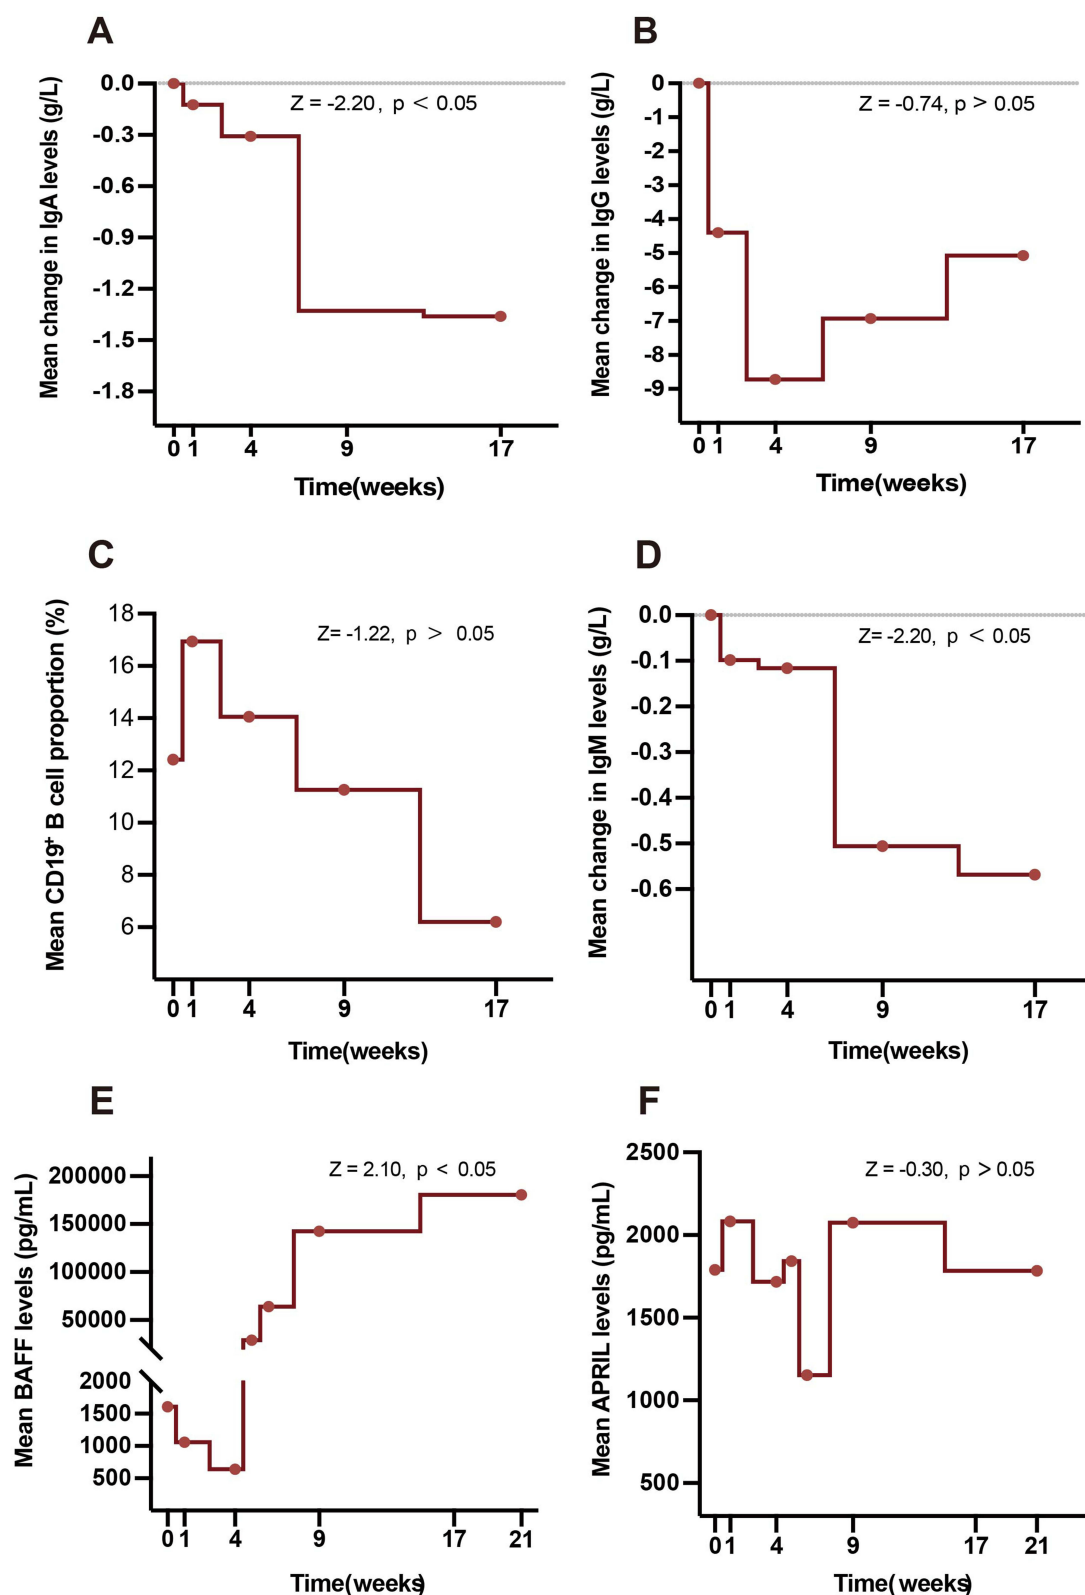 A
Mean change in IgA levels (g/L)
0.0
-0.3
-0.6
-0.9
-1.2
-1.5
-1.8
Z = -2.20 , p < 0.05
0 1 4 9 17
Time(weeks)
B
Mean change in IgG levels (g/L)
0
-1
-2
-3
-4
-5
-6
-7
-8
-9
Z = -0.74, p > 0.05
0 1 4 9 17
Time(weeks)
C
Mean CD19+ B cell proportion (%)
18
16
14
12
10
8
6
Z= -1.22, p > 0.05
0 1 4 9 17
Time(weeks)
D
Mean change in IgM levels (g/L)
0.0
-0.1
-0.2
-0.3
-0.4
-0.5
-0.6
Z= -2.20, p < 0.05
0 1 4 9 17
Time(weeks)
E
Mean BAFF levels (pg/mL)
200000
150000
100000
50000
2000
1500
1000
500
Z = 2.10, p < 0.05
0 1 4 9 17 21
Time(weeks)
F
Mean APRIL levels (pg/mL)
2500
2000
1500
1000
500
Z = -0.30, p > 0.05
0 1 4 9 17 21
Time(weeks)